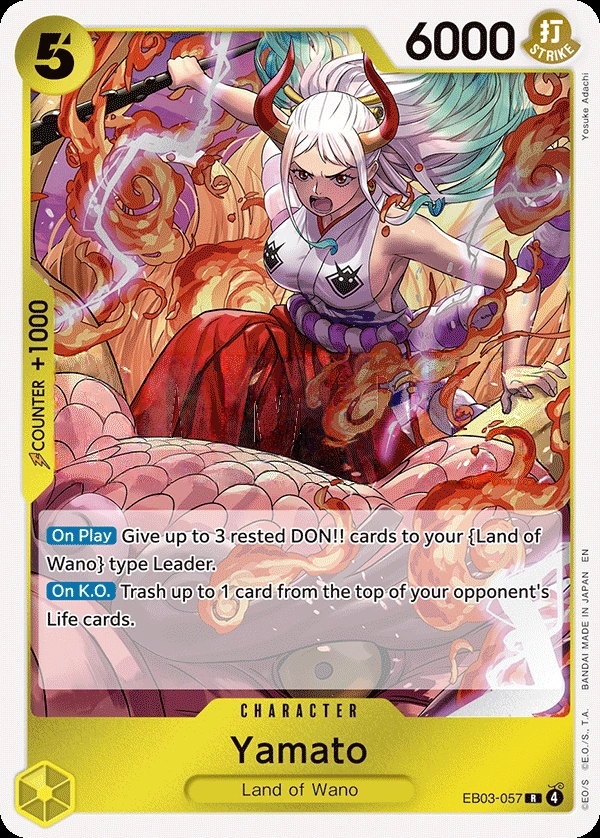 5
6000
打
STRIKE
Yosuke Adachi
COUNTER +1000
On Play Give up to 3 rested DON!! cards to your {Land of
Wano} type Leader.
On K.O. Trash up to 1 card from the top of your opponent's
Life cards.
CHARACTER
Yamato
Land of Wano
EB03-057 R 4
©E.O/S ©E.O./S., T.A. BANDAI MADE IN JAPAN EN